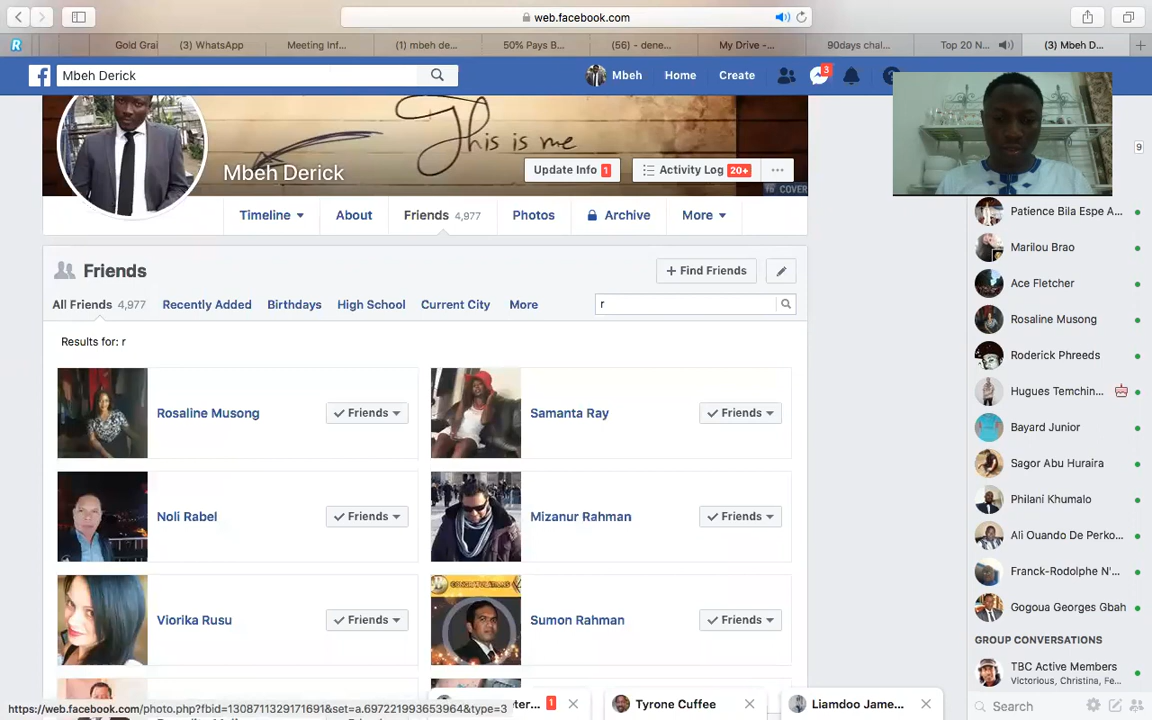 web.facebook.com
R
Gold Grai
(3) WhatsApp
Meeting Inf...
(1) mbeh de...
50% Pays B...
(56) - dene...
My Drive -...
90days chal...
Top 20 N...
(3) Mbeh D...
Mbeh Derick
Mbeh
Home
Create
3
This is me
Mbeh Derick
Update Info 1
Activity Log 20+
COVER
Timeline
About
Friends 4,977
Photos
Archive
More
Friends
+ Find Friends
All Friends 4,977
Recently Added
Birthdays
High School
Current City
More
r
Results for: r
Rosaline Musong
Friends
Samanta Ray
Friends
Noli Rabel
Friends
Mizanur Rahman
Friends
Viorika Rusu
Friends
Sumon Rahman
Friends
CONGRATULATIONS
9
Patience Bila Espe A...
Marilou Brao
Ace Fletcher
Rosaline Musong
Roderick Phreeds
Hugues Temchin...
Bayard Junior
Sagor Abu Huraira
Philani Khumalo
Ali Ouando De Perko...
Franck-Rodolphe N'...
Gogoua Georges Gbah
GROUP CONVERSATIONS
TBC Active Members
Victorious, Christina, Fe...
Search
https://web.facebook.com/photo.php?fbid=1308711329171691&set=a.697221993653964&type=3
ter...
1
Tyrone Cuffee
Liamdoo Jame...